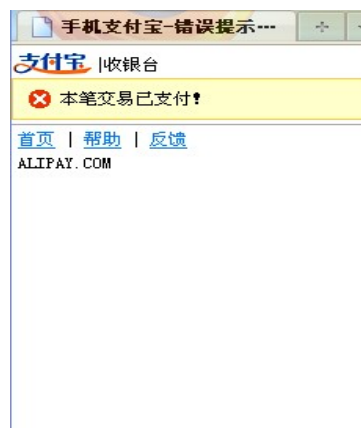 手机支付宝-错误提示…
支付宝 |收银台
本笔交易已支付!
首页 | 帮助 | 反馈
ALIPAY.COM